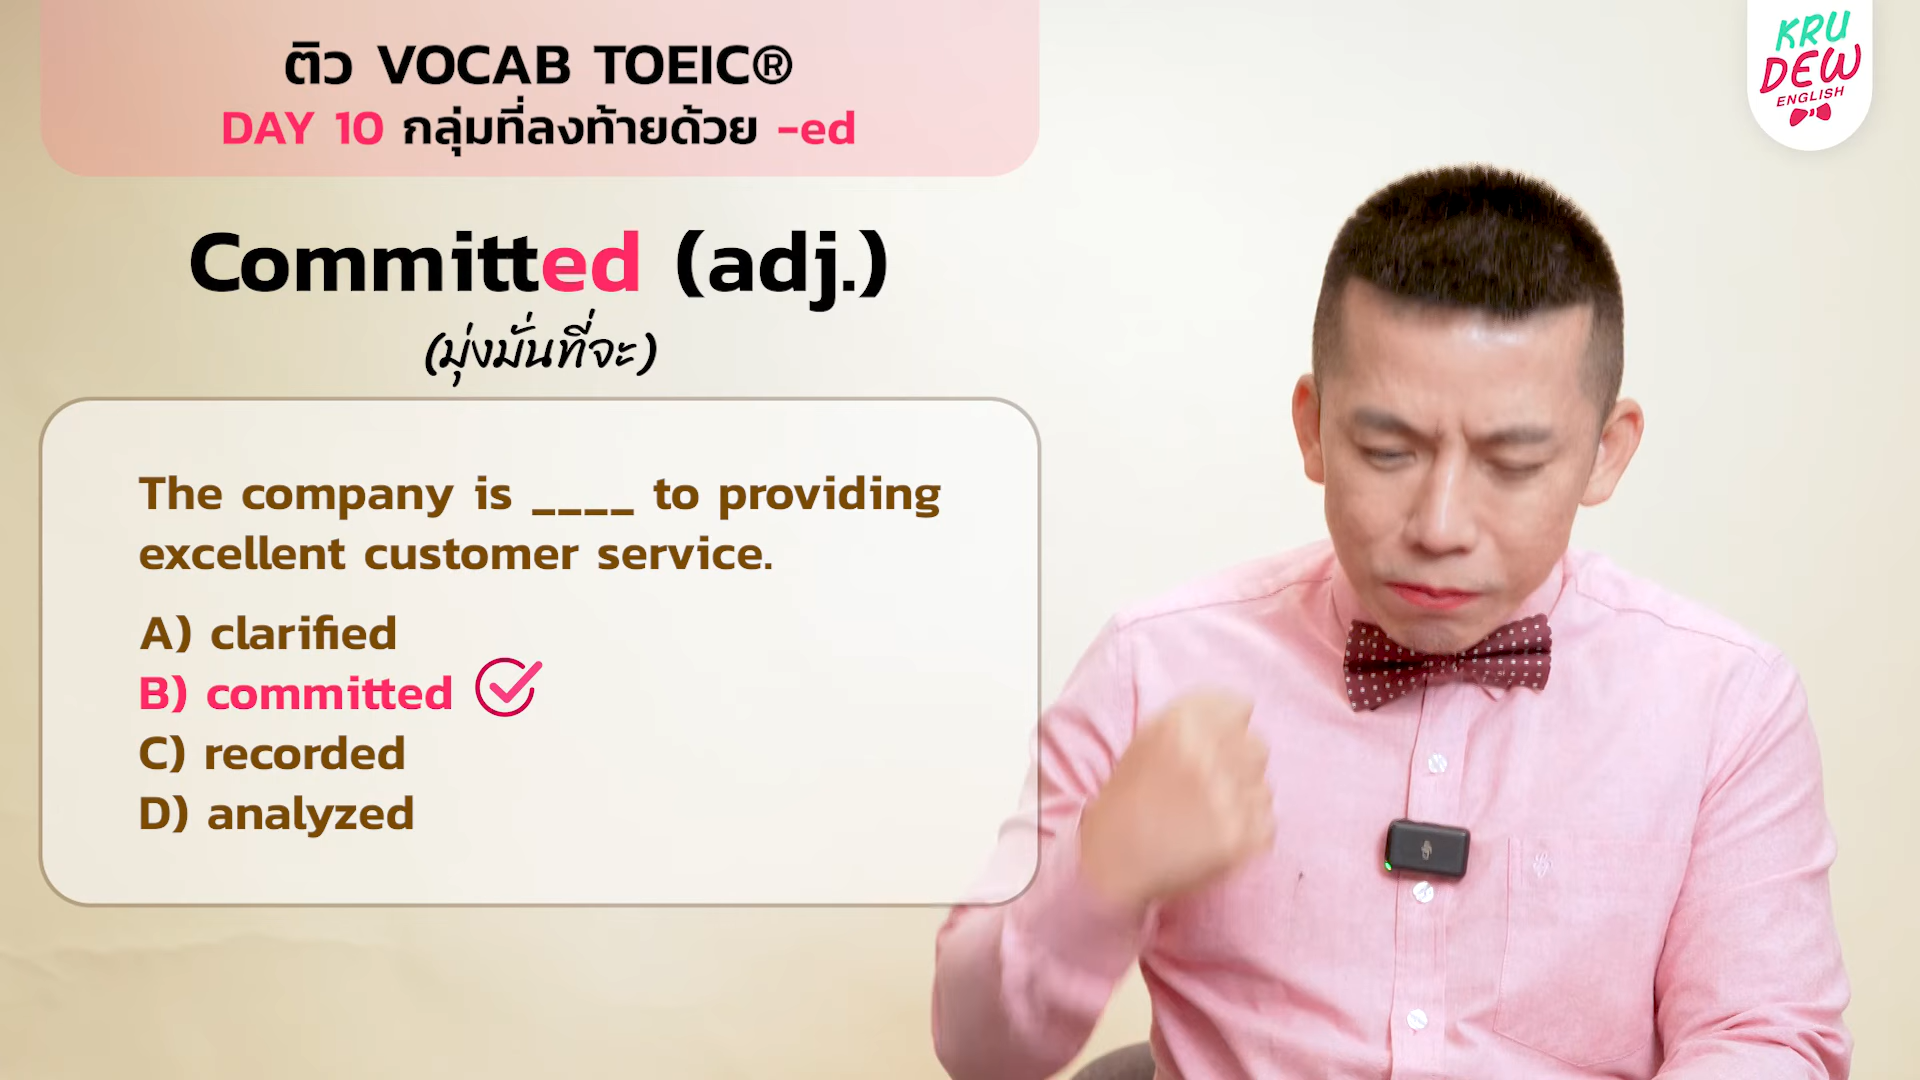 ติว VOCAB TOEIC®
DAY 10 กลุ่มที่ลงท้ายด้วย -ed
KRU
DEW
ENGLISH
Committed (adj.)
(มุ่งมั่นที่จะ)
The company is ____ to providing
excellent customer service.
A) clarified
B) committed
C) recorded
D) analyzed